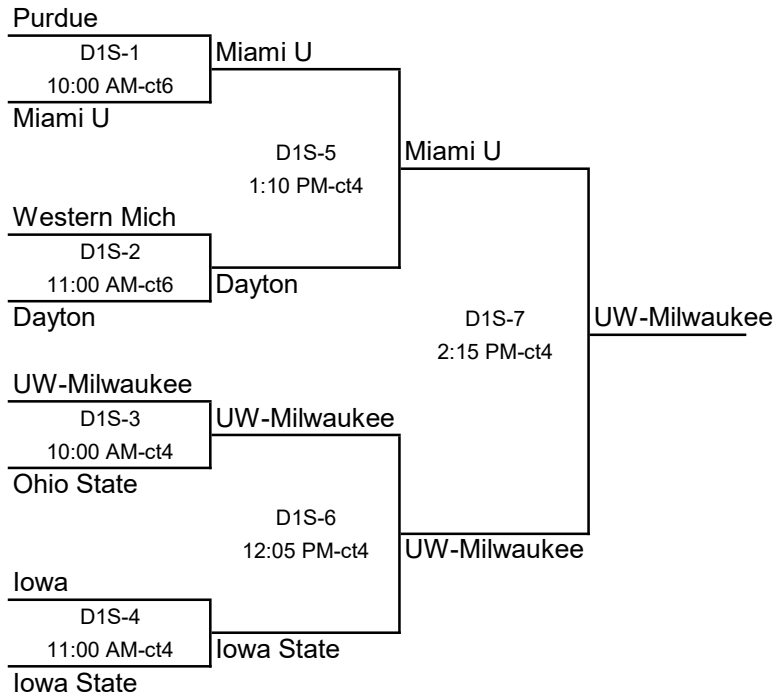 Purdue
D1S-1
Miami U
10:00 AM-ct6
Miami U
D1S-5
Miami U
1:10 PM-ct4
Western Mich
D1S-2
11:00 AM-ct6
Dayton
Dayton
D1S-7
UW-Milwaukee
2:15 PM-ct4
UW-Milwaukee
D1S-3
UW-Milwaukee
10:00 AM-ct4
Ohio State
D1S-6
12:05 PM-ct4
UW-Milwaukee
Iowa
D1S-4
11:00 AM-ct4
Iowa State
Iowa State